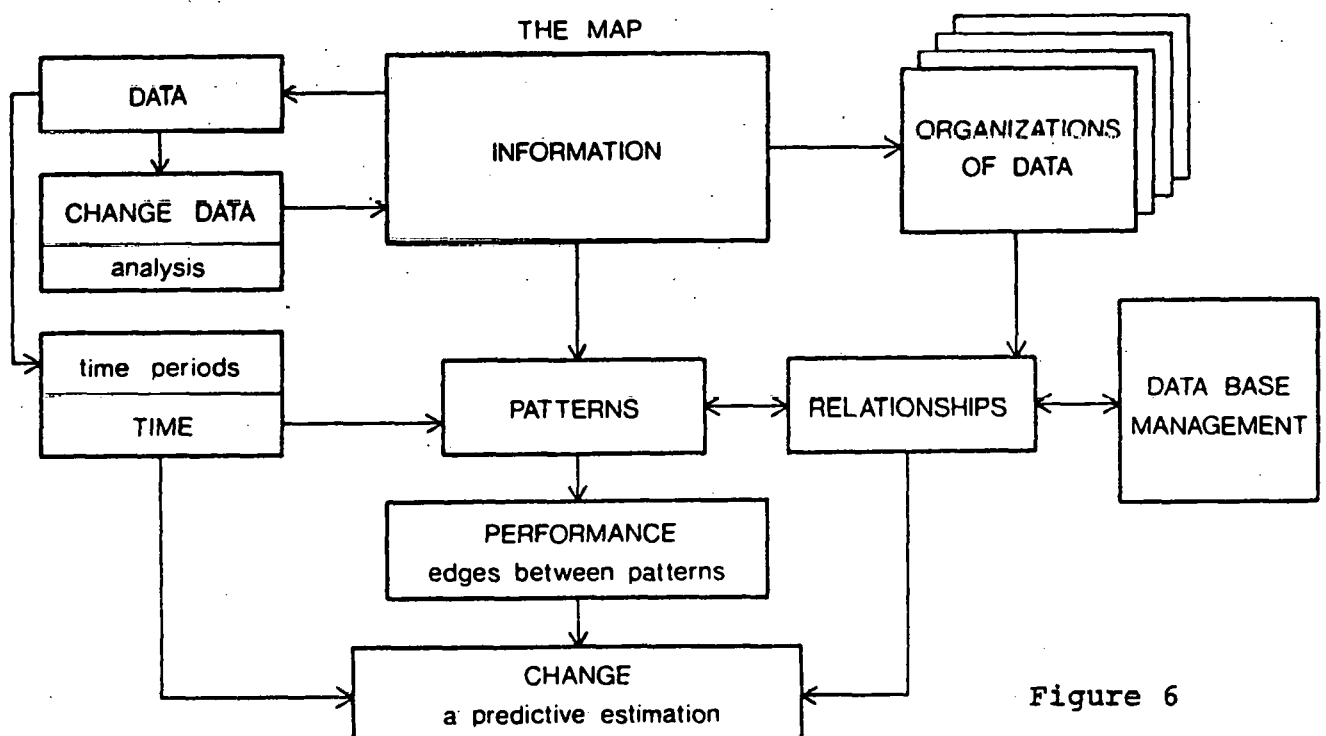 THE MAP
DATA
INFORMATION
ORGANIZATIONS
OF DATA
CHANGE DATA
analysis
time periods
TIME
PATTERNS
RELATIONSHIPS
DATA BASE
MANAGEMENT
PERFORMANCE
edges between patterns
CHANGE
a predictive estimation
Figure 6